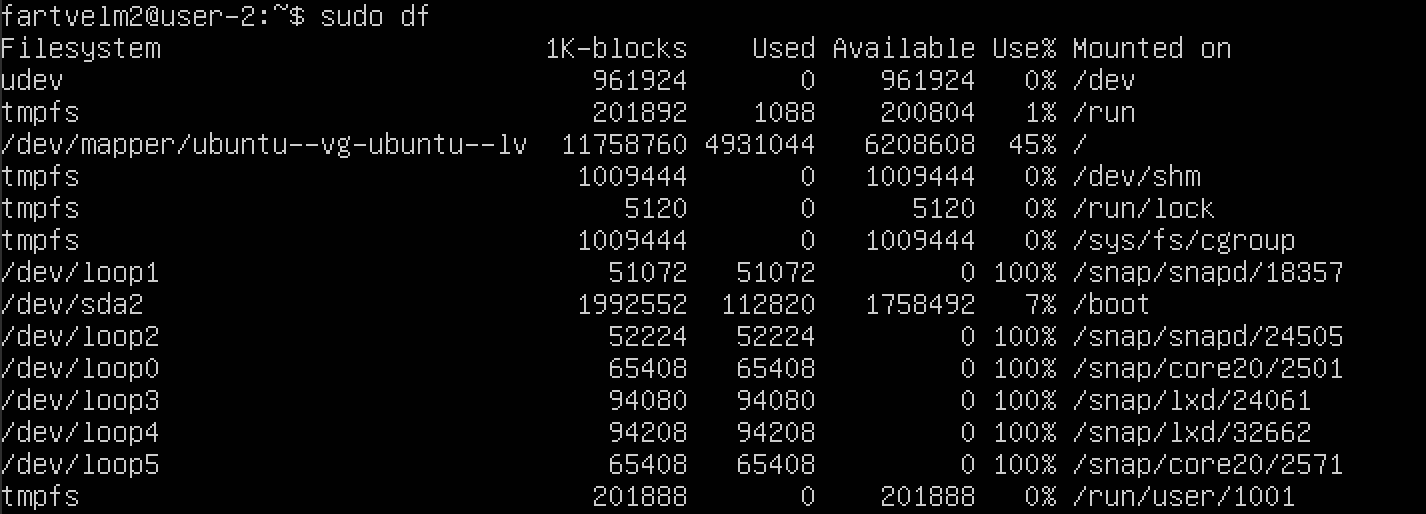 fartvelm2@user-2:~$ sudo df
Filesystem                         1K-blocks    Used Available Use% Mounted on
udev                                  961924       0    961924   0% /dev
tmpfs                                 201892    1088    200804   1% /run
/dev/mapper/ubuntu--vg-ubuntu--lv  11758760 4931044   6208608  45% /
tmpfs                                1009444       0   1009444   0% /dev/shm
tmpfs                                   5120       0      5120   0% /run/lock
tmpfs                                1009444       0   1009444   0% /sys/fs/cgroup
/dev/loop1                             51072   51072         0 100% /snap/snapd/18357
/dev/sda2                            1992552  112820   1758492   7% /boot
/dev/loop2                             52224   52224         0 100% /snap/snapd/24505
/dev/loop0                             65408   65408         0 100% /snap/core20/2501
/dev/loop3                             94080   94080         0 100% /snap/lxd/24061
/dev/loop4                             94208   94208         0 100% /snap/lxd/32662
/dev/loop5                             65408   65408         0 100% /snap/core20/2571
tmpfs                                 201888       0    201888   0% /run/user/1001